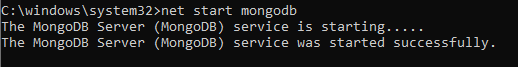 C:\windows\system32>net start mongodb
The MongoDB Server (MongoDB) service is starting.....
The MongoDB Server (MongoDB) service was started successfully.